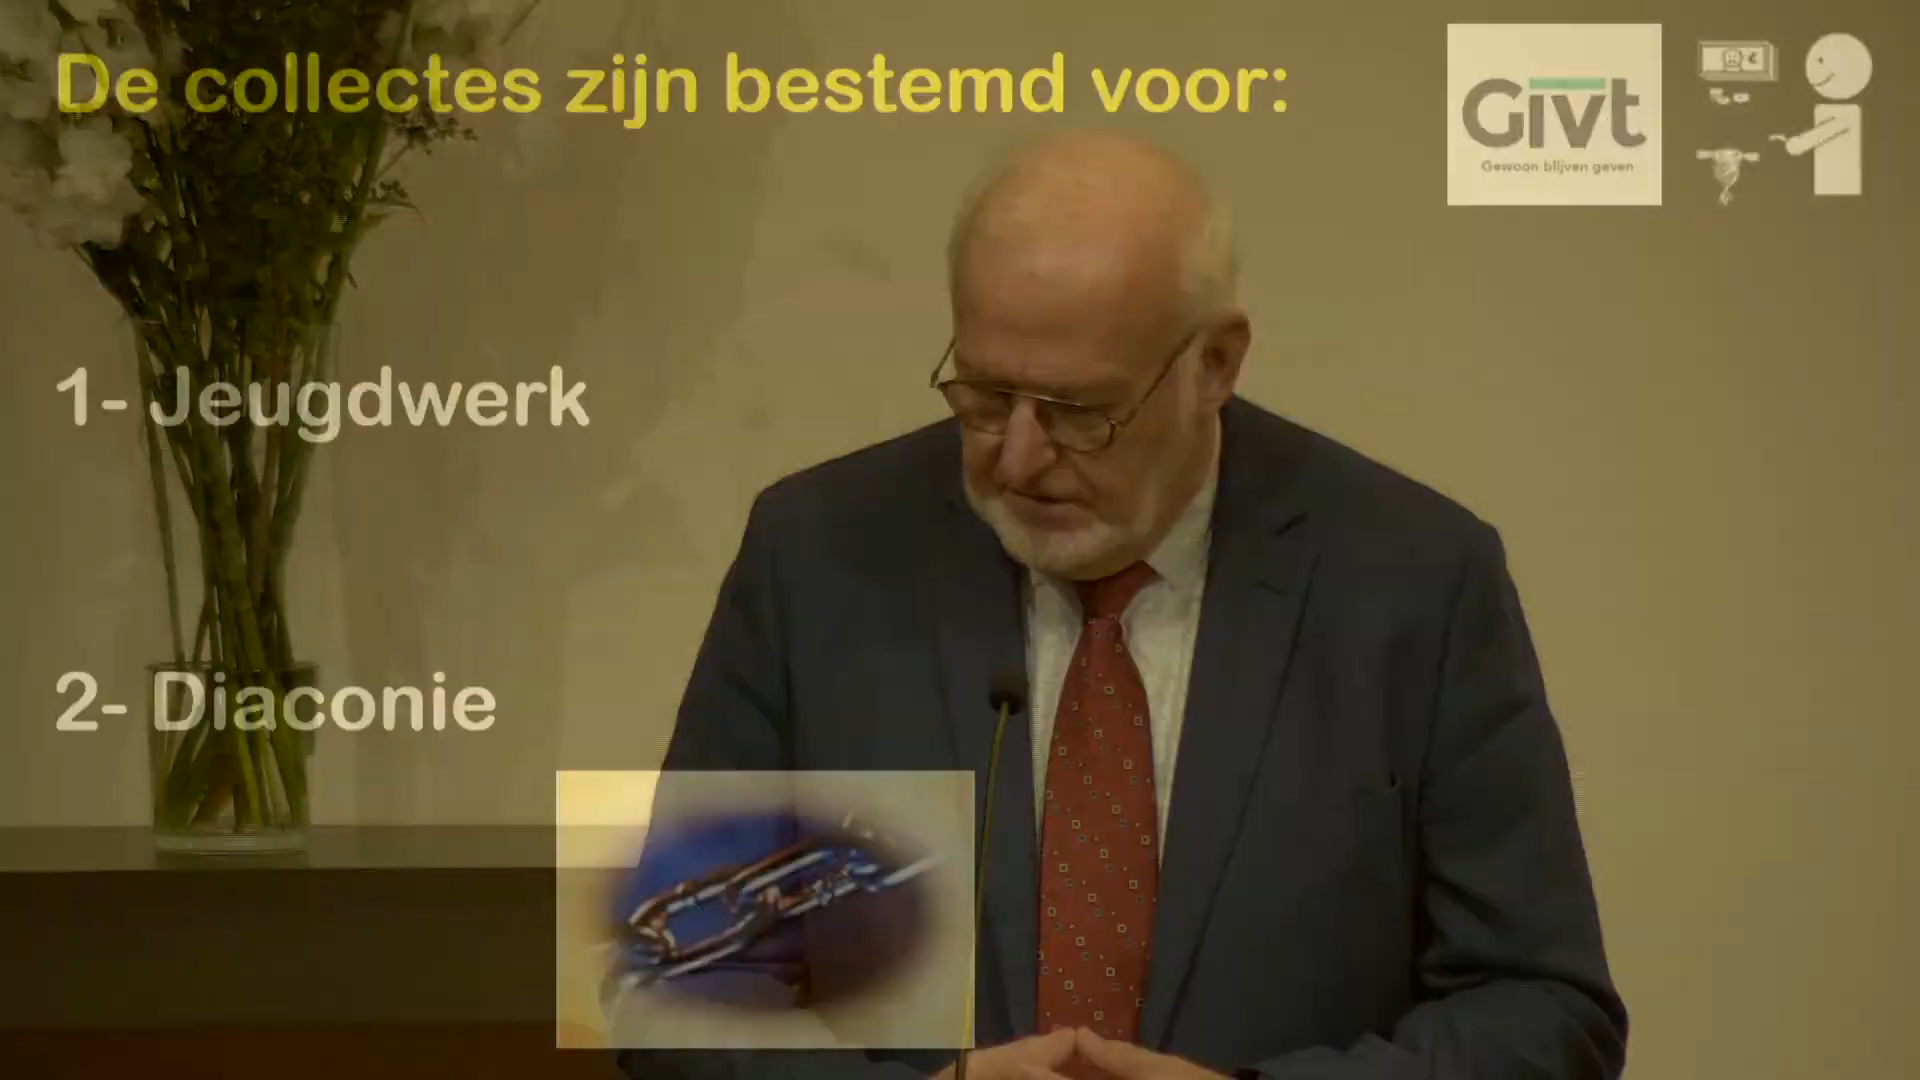 De collectes zijn bestemd voor:
Givt
Gewoon blijven geven
1- Jeugdwerk
2- Diaconie